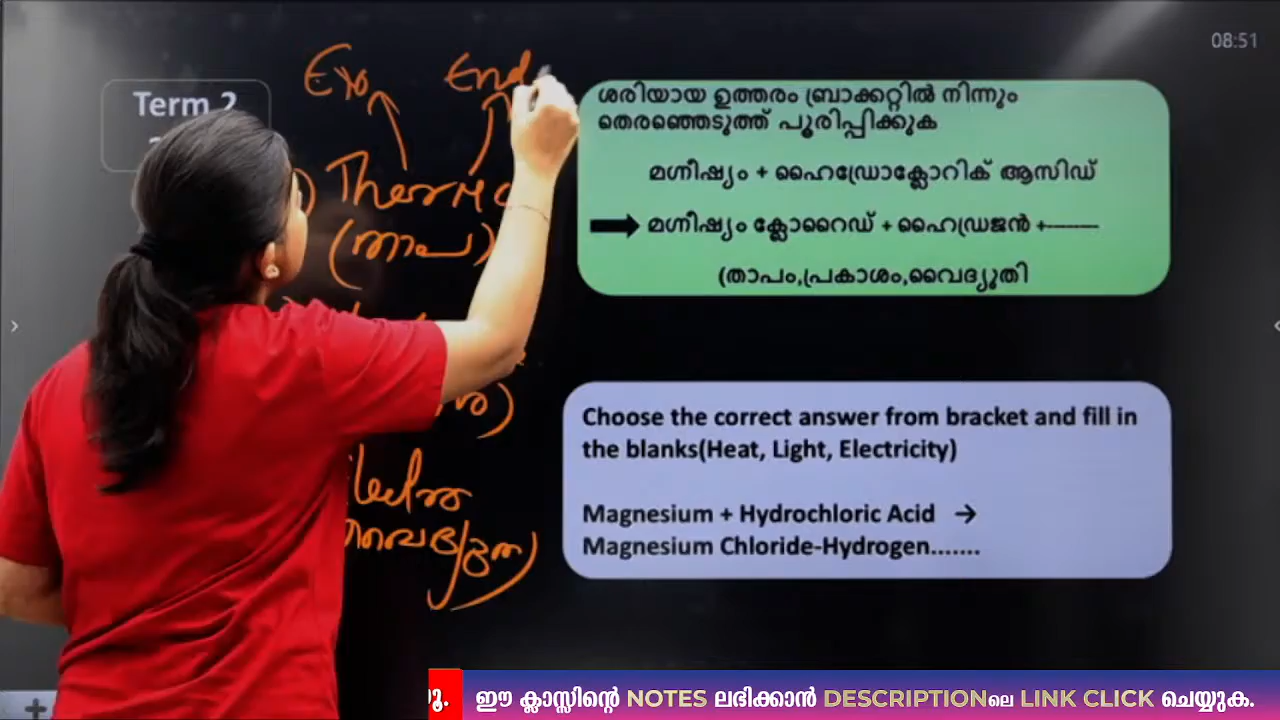 08:51
Term 2
Exo
Endo
Thermo
(താപ)
ശരിയായ ഉത്തരം ബ്രാക്കറ്റിൽ നിന്നും
തെരഞ്ഞെടുത്ത് പൂരിപ്പിക്കുക
മഗ്നീഷ്യം + ഹൈഡ്രോക്ലോറിക് ആസിഡ്
➡ മഗ്നീഷ്യം ക്ലോറൈഡ് + ഹൈഡ്രജൻ +-------
(താപം,പ്രകാശം,വൈദ്യൂതി
Choose the correct answer from bracket and fill in
the blanks(Heat, Light, Electricity)
Magnesium + Hydrochloric Acid →
Magnesium Chloride-Hydrogen.......
ഈ ക്ലാസ്സിന്റെ NOTES ലഭിക്കാൻ DESCRIPTIONലെ LINK CLICK ചെയ്യുക.